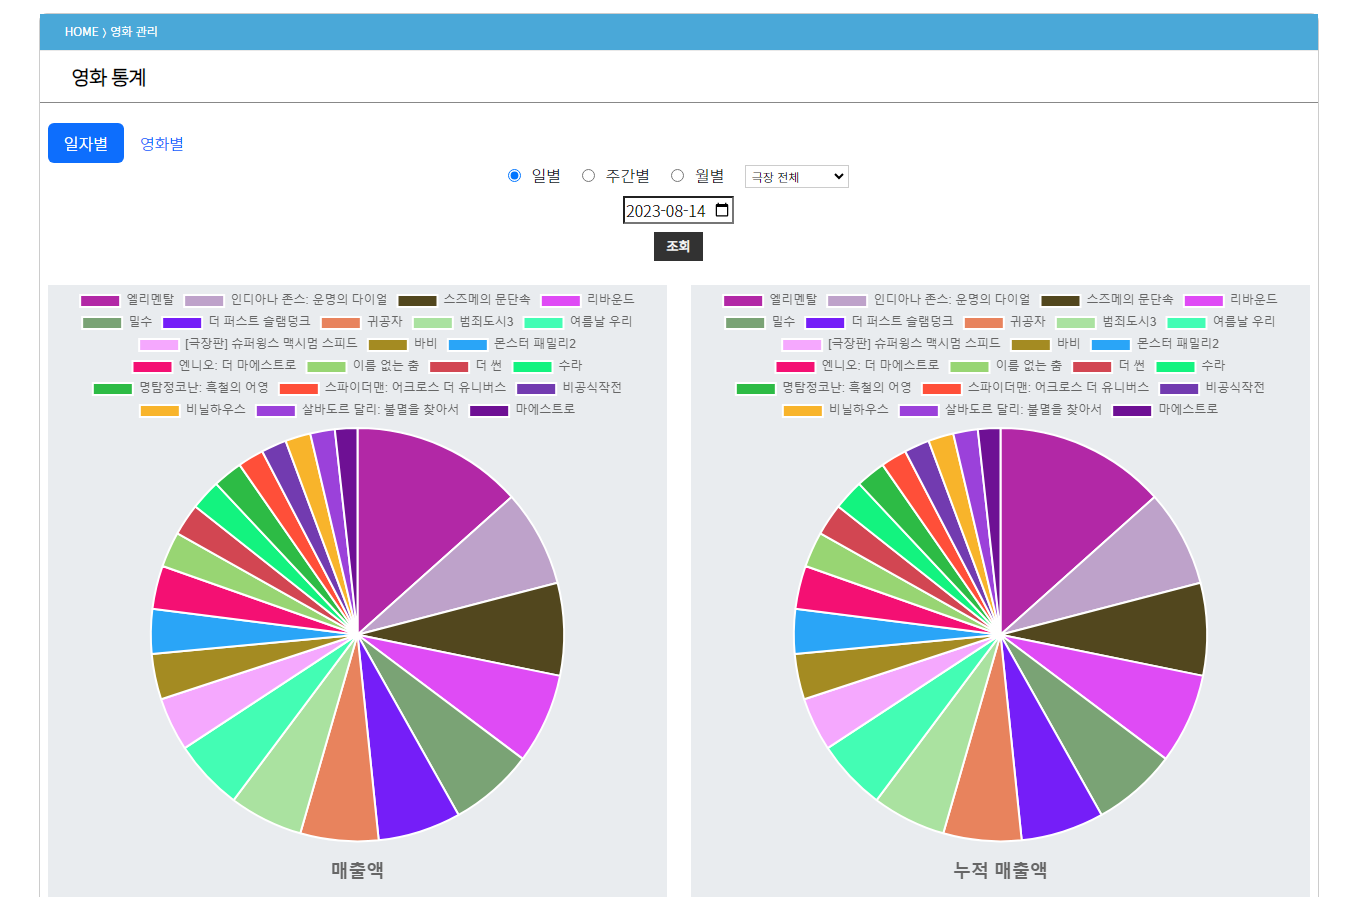 HOME > 영화 관리
영화 통계
일자별 영화별
일별 주간별 월별 극장 전체
2023-08-14
조회
엘리멘탈 인디아나 존스: 운명의 다이얼 스즈메의 문단속 리바운드
밀수 더 퍼스트 슬램덩크 귀공자 범죄도시3 여름날 우리
[극장판] 슈퍼윙스 맥시멈 스피드 바비 몬스터 패밀리2
엔니오: 더 마에스트로 이름 없는 춤 더 썬 수라
명탐정코난: 흑철의 어영 스파이더맨: 어크로스 더 유니버스 비공식작전
비닐하우스 살바도르 달리: 불멸을 찾아서 마에스트로
매출액
엘리멘탈 인디아나 존스: 운명의 다이얼 스즈메의 문단속 리바운드
밀수 더 퍼스트 슬램덩크 귀공자 범죄도시3 여름날 우리
[극장판] 슈퍼윙스 맥시멈 스피드 바비 몬스터 패밀리2
엔니오: 더 마에스트로 이름 없는 춤 더 썬 수라
명탐정코난: 흑철의 어영 스파이더맨: 어크로스 더 유니버스 비공식작전
비닐하우스 살바도르 달리: 불멸을 찾아서 마에스트로
누적 매출액